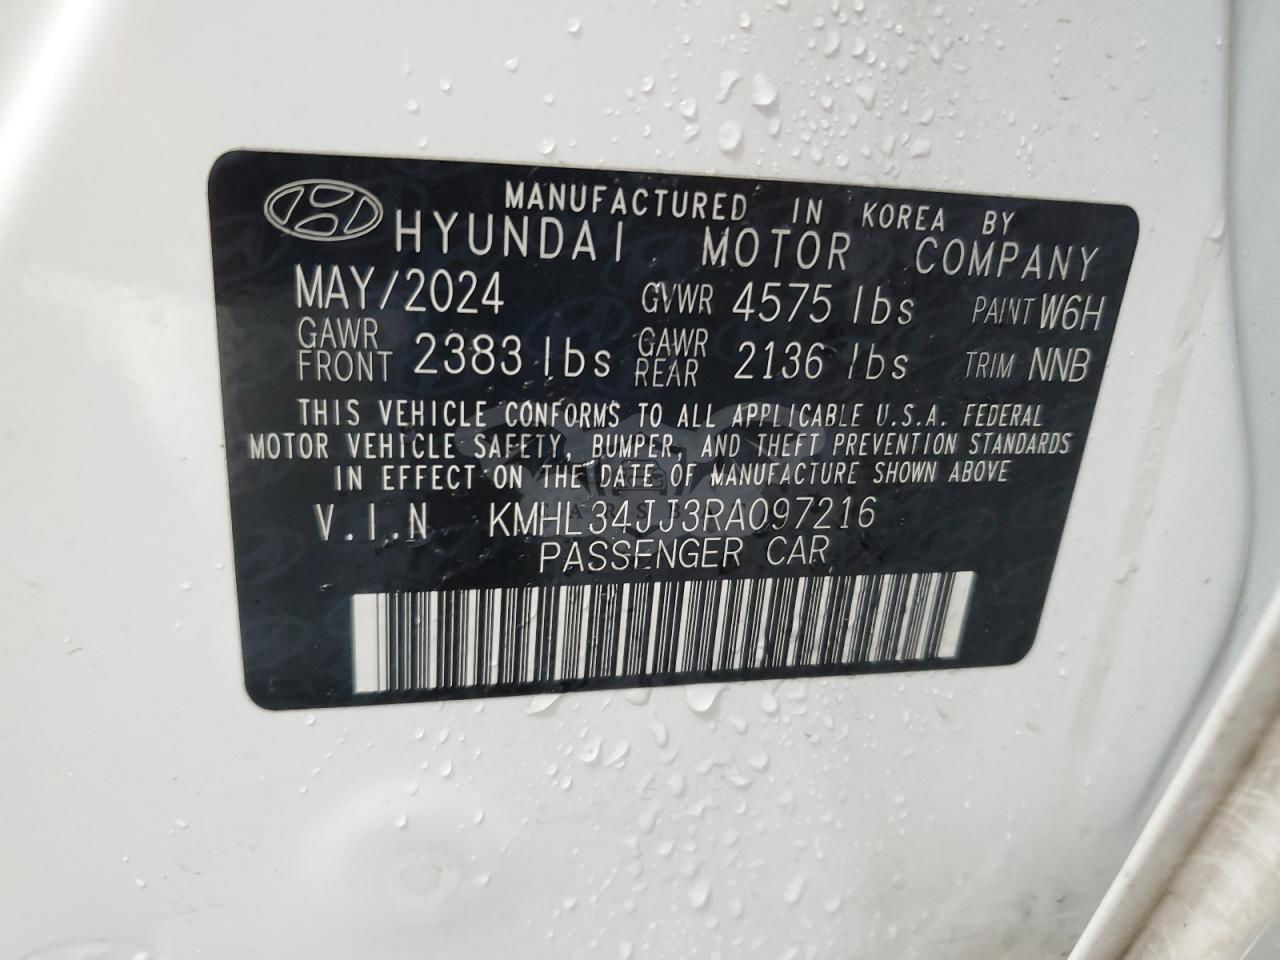 MANUFACTURED IN KOREA BY
HYUNDAI MOTOR COMPANY
MAY/2024 GVWR 4575 lbs PAINT W6H
GAWR FRONT 2383 lbs GAWR REAR 2136 lbs TRIM NNB
THIS VEHICLE CONFORMS TO ALL APPLICABLE U.S.A. FEDERAL
MOTOR VEHICLE SAFETY, BUMPER, AND THEFT PREVENTION STANDARDS
IN EFFECT ON THE DATE OF MANUFACTURE SHOWN ABOVE
V.I.N KMHL34JJ3RA097216
PASSENGER CAR